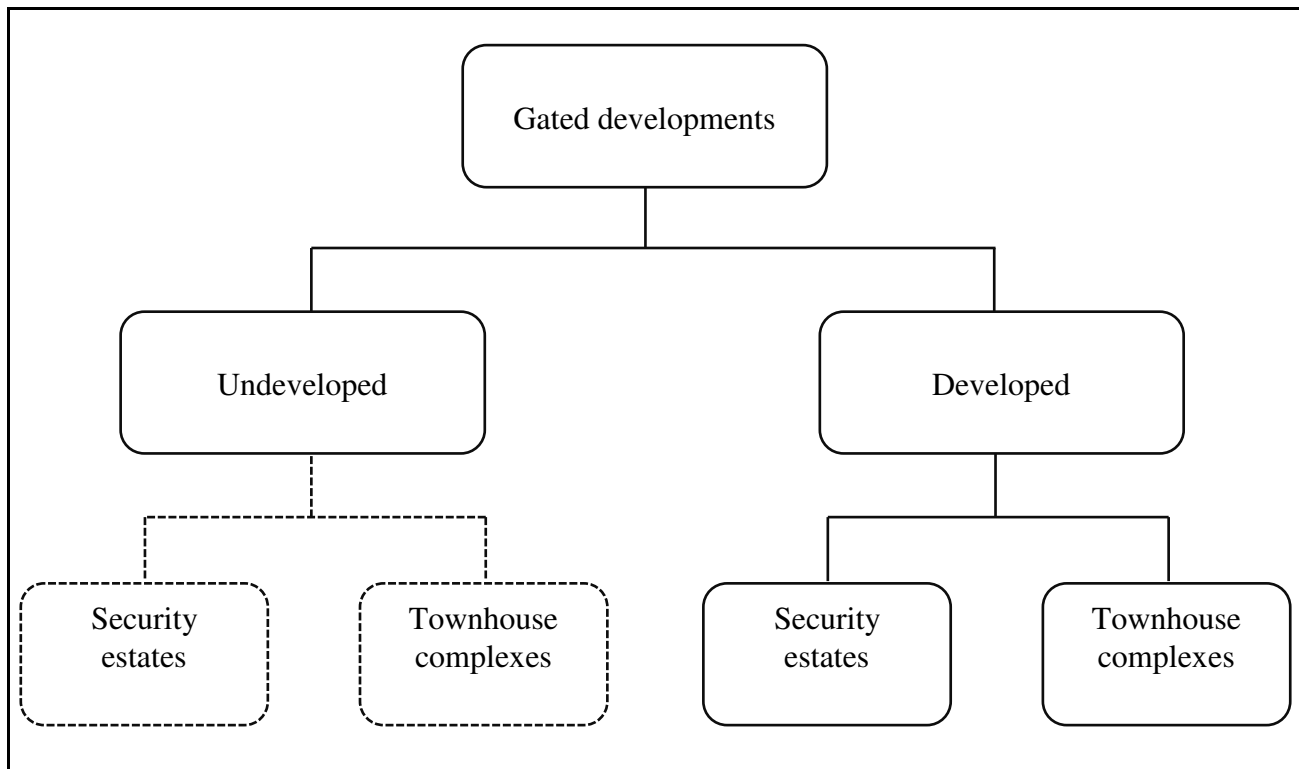 Gated developments
Undeveloped
Developed
Security
estates
Townhouse
complexes
Security
estates
Townhouse
complexes